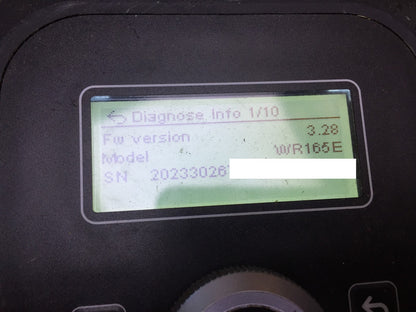 Diagnose Info 1/10
Fw version 3.28
Model WR165E
SN 20233026